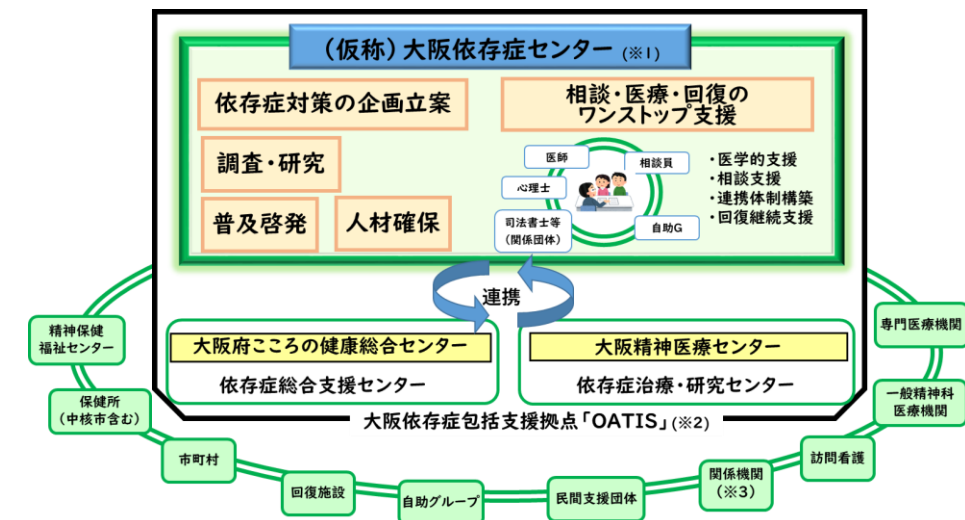 (仮称)大阪依存症センター (※1)
依存症対策の企画立案
相談・医療・回復の
ワンストップ支援
調査・研究
普及啓発
人材確保
医師
相談員
心理士
司法書士等
(関係団体)
自助G
・医学的支援
・相談支援
・連携体制構築
・回復継続支援
連携
大阪府こころの健康総合センター
依存症総合支援センター
大阪精神医療センター
依存症治療・研究センター
大阪依存症包括支援拠点「OATIS」(※2)
精神保健
福祉センター
保健所
(中核市含む)
市町村
回復施設
自助グループ
民間支援団体
関係機関
(※3)
訪問看護
一般精神科
医療機関
専門医療機関